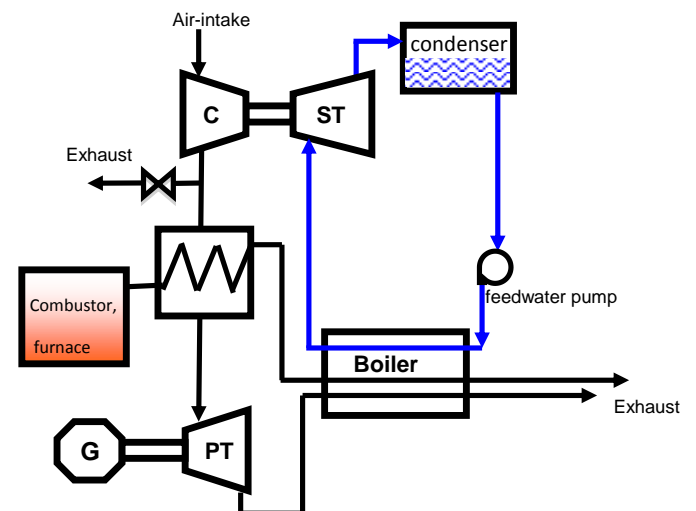 Air-intake
condenser
C
ST
Exhaust
feedwater pump
Combustor,
furnace
Boiler
Exhaust
G
PT